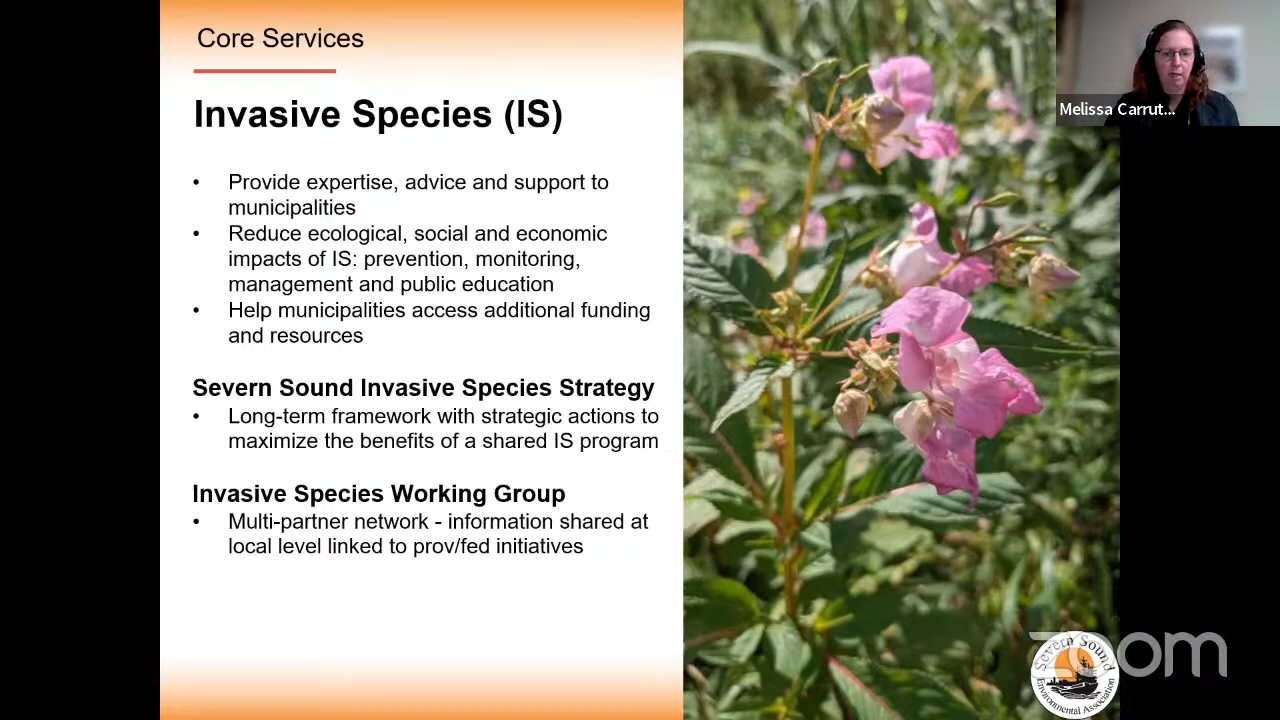 Core Services
Invasive Species (IS)
• Provide expertise, advice and support to
municipalities
• Reduce ecological, social and economic
impacts of IS: prevention, monitoring,
management and public education
• Help municipalities access additional funding
and resources
Severn Sound Invasive Species Strategy
• Long-term framework with strategic actions to
maximize the benefits of a shared IS program
Invasive Species Working Group
• Multi-partner network - information shared at
local level linked to prov/fed initiatives
Melissa Carrut...
Severn Sound
Environmental Association
zoom